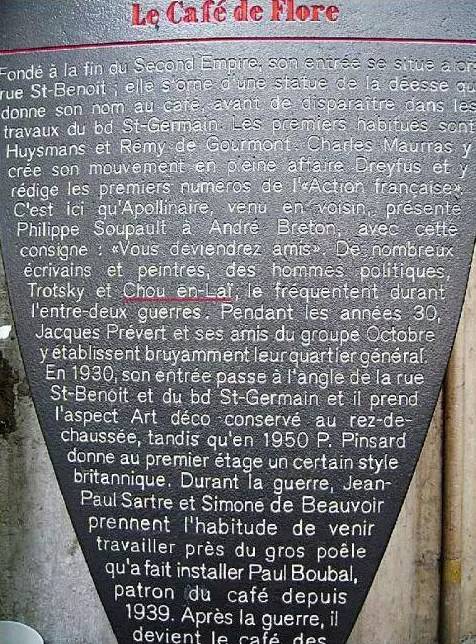 Le Café de Flore
Fondé à la fin du Second Empire, son entrée se situe alors
rue St-Benoit ; elle s'orne d'une statue de la déesse qui
donne son nom au café, avant de disparaître dans les
travaux du bd St-Germain. Les premiers habitués sont
Huysmans et Rémy de Gourmont. Charles Maurras y
crée son mouvement en pleine affaire Dreyfus et y
rédige les premiers numéros de l'«Action française».
C'est ici qu'Apollinaire, venu en voisin, présente
Philippe Soupault à André Breton, avec cette
consigne : «Vous deviendrez amis». De nombreux
écrivains et peintres, des hommes politiques,
Trotsky et Chou en-Laï, le fréquentent durant
l'entre-deux guerres. Pendant les années 30,
Jacques Prévert et ses amis du groupe Octobre
y établissent bruyamment leur quartier général.
En 1930, son entrée passe à l'angle de la rue
St-Benoit et du bd St-Germain et il prend
l'aspect Art déco conservé au rez-de-
chaussée, tandis qu'en 1950 P. Pinsard
donne au premier étage un certain style
britannique. Durant la guerre, Jean-
Paul Sartre et Simone de Beauvoir
prennent l'habitude de venir
travailler près du gros poêle
qu'a fait installer Paul Boubal,
patron du café depuis
1939. Après la guerre, il
devient le café des